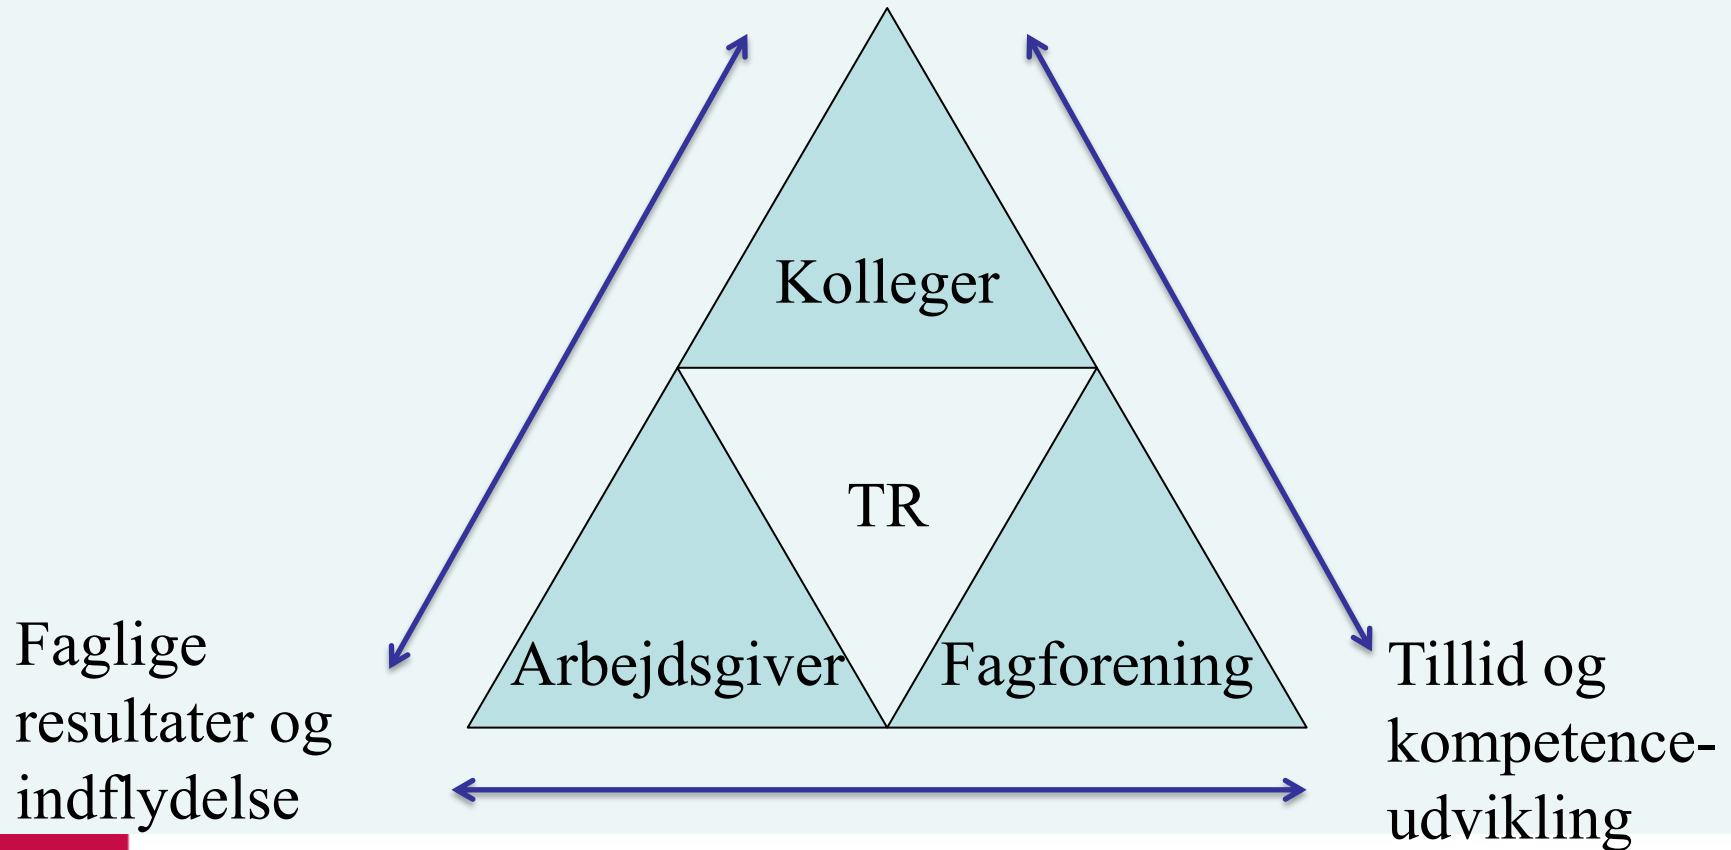 Kolleger
TR
Arbejdsgiver
Fagforening
Faglige
resultater og
indflydelse
Tillid og
kompetence-
udvikling